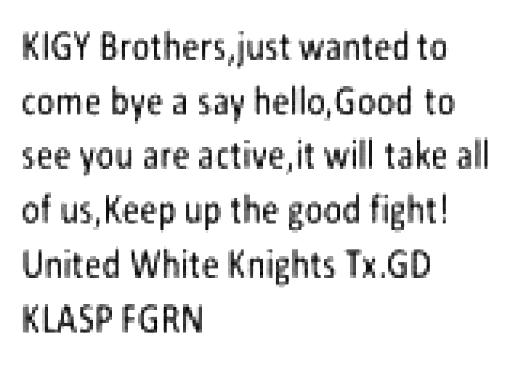 KIGY Brothers,just wanted to
come bye a say hello,Good to
see you are active,it will take all
of us,Keep up the good fight!
United White Knights Tx.GD
KLASP FGRN